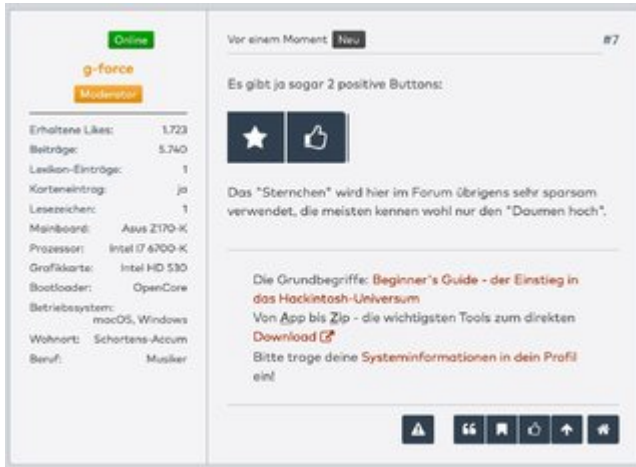 Online
g-force
Moderator
Erhaltene Likes: 1.723
Beiträge: 5.740
Lexikon-Einträge: 1
Karteneintrag: ja
Lesezeichen: 1
Mainboard: Asus Z170-K
Prozessor: Intel I7 6700-K
Grafikkarte: Intel HD 530
Bootloader: OpenCore
Betriebssystem:
macOS, Windows
Wohnort: Schortens-Accum
Beruf: Musiker
Vor einem Moment Neu #7
Es gibt ja sogar 2 positive Buttons:
Das "Sternchen" wird hier im Forum übrigens sehr sparsam
verwendet, die meisten kennen wohl nur den "Daumen hoch".
Die Grundbegriffe: Beginner's Guide - der Einstieg in
das Hackintosh-Universum
Von App bis Zip - die wichtigsten Tools zum direkten
Download
Bitte trage deine Systeminformationen in dein Profil
ein!